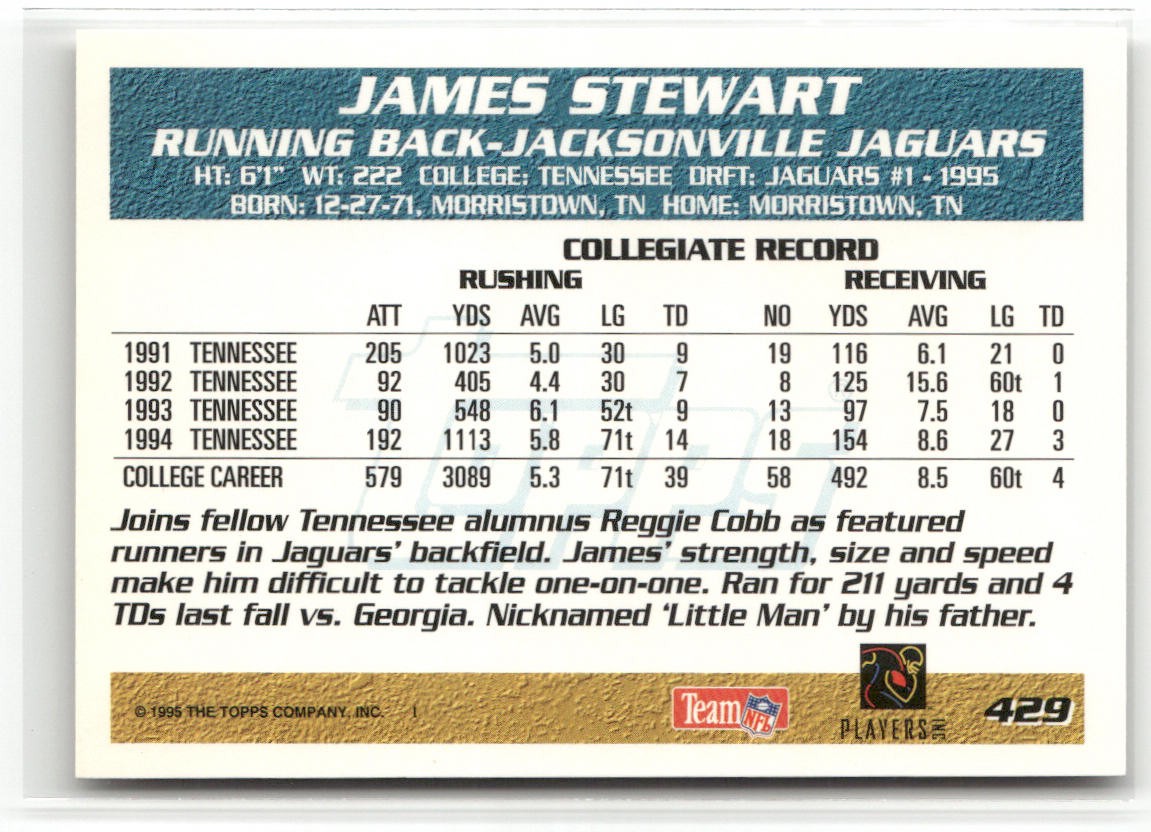 JAMES STEWART
RUNNING BACK-JACKSONVILLE JAGUARS
HT: 6'1" WT: 222 COLLEGE: TENNESSEE DRFT: JAGUARS #1 - 1995
BORN: 12-27-71, MORRISTOWN, TN HOME: MORRISTOWN, TN
COLLEGIATE RECORD
RUSHING RECEIVING
ATT YDS AVG LG TD NO YDS AVG LG TD
1991 TENNESSEE 205 1023 5.0 30 9 19 116 6.1 21 0
1992 TENNESSEE 92 405 4.4 30 7 8 125 15.6 60t 1
1993 TENNESSEE 90 548 6.1 52t 9 13 97 7.5 18 0
1994 TENNESSEE 192 1113 5.8 71t 14 18 154 8.6 27 3
COLLEGE CAREER 579 3089 5.3 71t 39 58 492 8.5 60t 4
Topps®
Joins fellow Tennessee alumnus Reggie Cobb as featured
runners in Jaguars' backfield. James' strength, size and speed
make him difficult to tackle one-on-one. Ran for 211 yards and 4
TDs last fall vs. Georgia. Nicknamed 'Little Man' by his father.
© 1995 THE TOPPS COMPANY, INC. 1
Team NFL
PLAYERS INC
429